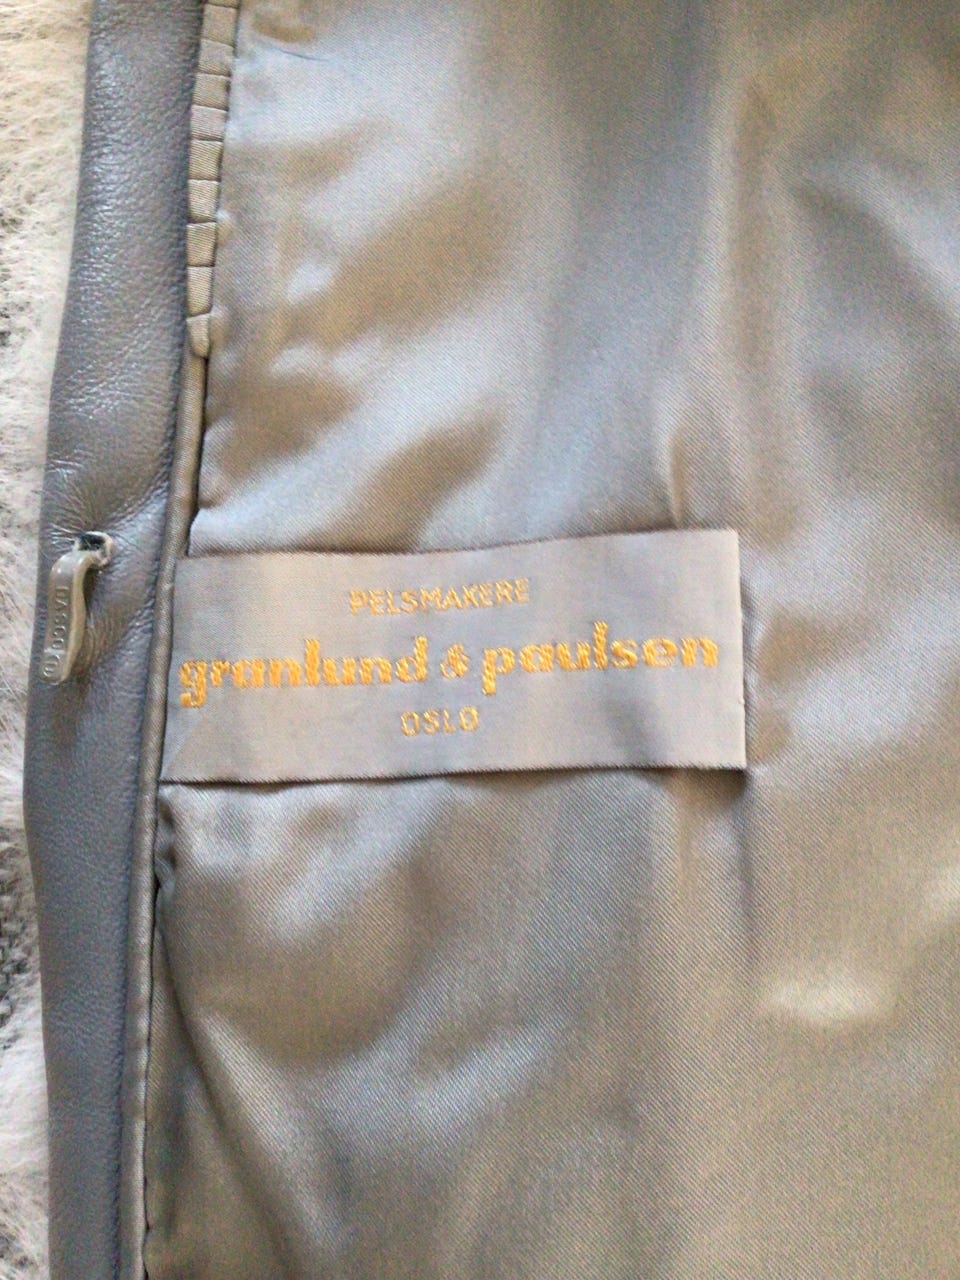 PELSMAKERE
granlund & paulsen
OSLO